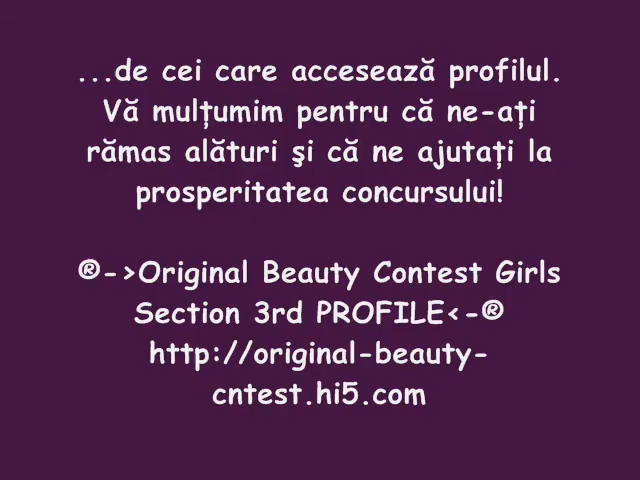 ...de cei care accesează profilul.
Vă mulțumim pentru că ne-ați
rămas alături şi că ne ajutați la
prosperitatea concursului!
®->Original Beauty Contest Girls
Section 3rd PROFILE<-®
http://original-beauty-
cntest.hi5.com